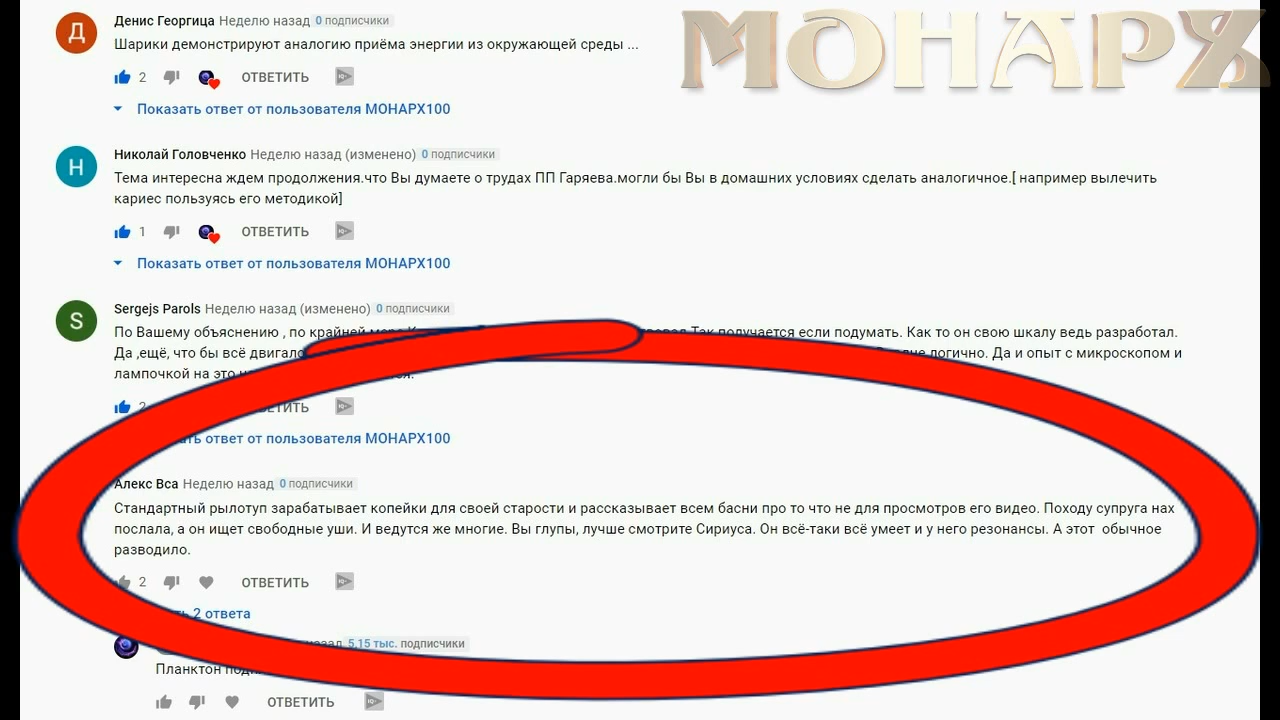 МОНАРХ
Денис Георгица Неделю назад 0 подписчики
Шарики демонстрируют аналогию приёма энергии из окружающей среды ...
2 ОТВЕТИТЬ
Показать ответ от пользователя МОНАРХ100
Николай Головченко Неделю назад (изменено) 0 подписчики
Тема интересна ждем продолжения.что Вы думаете о трудах ПП Гаряева.могли бы Вы в домашних условиях сделать аналогичное.[ например вылечить
кариес пользуясь его методикой]
1 ОТВЕТИТЬ
Показать ответ от пользователя МОНАРХ100
Sergejs Parols Неделю назад (изменено) 0 подписчики
По Вашему объяснению , по крайней мере Так получается если подумать. Как то он свою шкалу ведь разработал.
Да ,ещё, что бы всё логично. Да и опыт с микроскопом и
лампочкой на это
2
ответ от пользователя МОНАРХ100
Алекс Вса Неделю назад 0 подписчики
Стандартный рылотуп зарабатывает копейки для своей старости и рассказывает всем басни про то что не для просмотров его видео. Походу супруга нах
послала, а он ищет свободные уши. И ведутся же многие. Вы глупы, лучше смотрите Сириуса. Он всё-таки всё умеет и у него резонансы. А этот обычное
разводило.
2 ОТВЕТИТЬ
2 ответа
5,15 тыс. подписчики
Планктон
ОТВЕТИТЬ